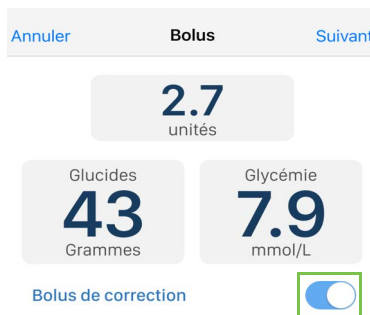 Annuler Bolus Suivant
2.7
unités
Glucides Glycémie
43 7.9
Grammes mmol/L
Bolus de correction